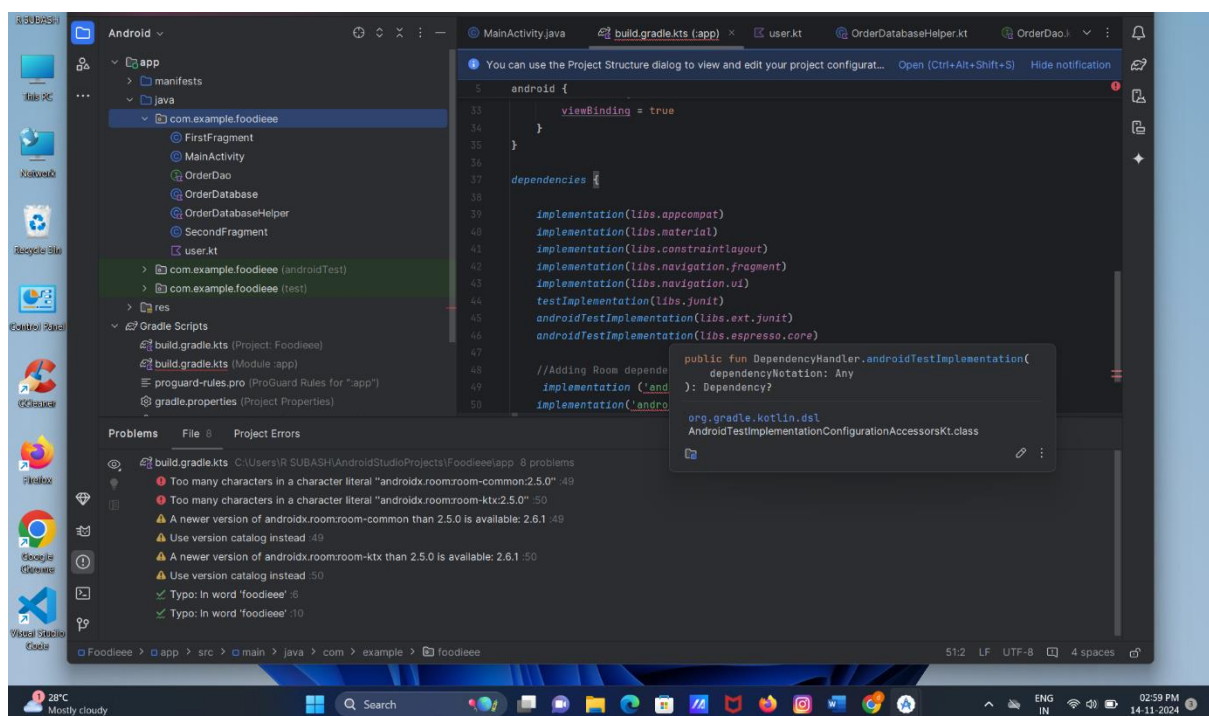 R SUBASH
This PC
Network
Recycle Bin
Control Panel
CCleaner
Firefox
Google
Chrome
Visual Studio
Code
Android
app
manifests
java
com.example.foodieee
FirstFragment
MainActivity
OrderDao
OrderDatabase
OrderDatabaseHelper
SecondFragment
user.kt
com.example.foodieee (androidTest)
com.example.foodieee (test)
res
Gradle Scripts
build.gradle.kts (Project: Foodieee)
build.gradle.kts (Module :app)
proguard-rules.pro (ProGuard Rules for ":app")
gradle.properties (Project Properties)
MainActivity.java build.gradle.kts (:app) user.kt OrderDatabaseHelper.kt OrderDao.k
You can use the Project Structure dialog to view and edit your project configurat... Open (Ctrl+Alt+Shift+S) Hide notification
5 android {
33 viewBinding = true
34 }
35 }
36
37 dependencies {
38
39 implementation(libs.appcompat)
40 implementation(libs.material)
41 implementation(libs.constraintlayout)
42 implementation(libs.navigation.fragment)
43 implementation(libs.navigation.ui)
44 testImplementation(libs.junit)
45 androidTestImplementation(libs.ext.junit)
46 androidTestImplementation(libs.espresso.core)
47
48 //Adding Room depende
49 implementation ('and
50 implementation('andro
public fun DependencyHandler.androidTestImplementation(
dependencyNotation: Any
): Dependency?
org.gradle.kotlin.dsl
AndroidTestImplementationConfigurationAccessorsKt.class
Problems File 8 Project Errors
build.gradle.kts C:\Users\R SUBASH\AndroidStudioProjects\Foodieee\app 8 problems
Too many characters in a character literal "androidx.room:room-common:2.5.0" :49
Too many characters in a character literal "androidx.room:room-ktx:2.5.0" :50
A newer version of androidx.room:room-common than 2.5.0 is available: 2.6.1 :49
Use version catalog instead :49
A newer version of androidx.room:room-ktx than 2.5.0 is available: 2.6.1 :50
Use version catalog instead :50
Typo: In word 'foodieee' :6
Typo: In word 'foodieee' :10
Foodieee > app > src > main > java > com > example > foodieee
51:2 LF UTF-8 4 spaces
1
28°C
Mostly cloudy
Search
ENG
IN
02:59 PM
14-11-2024
3